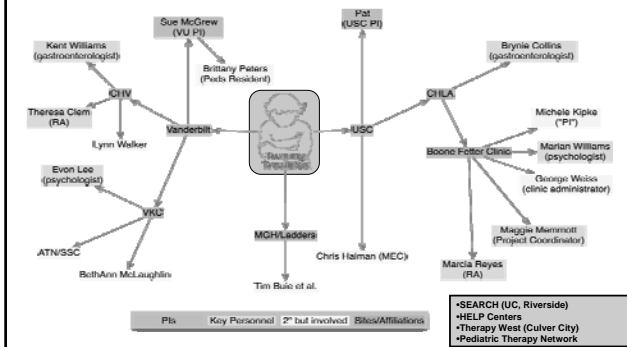 Sue McGrew
(VU PI)
Pat
(USC PI)
Kent Williams
(gastroenterologist)
Brynie Collins
(gastroenterologist)
Brittany Peters
(Peds Resident)
CHV
CHLA
Theresa Clem
(RA)
Michele Kipke
("PI")
Lynn Walker
Vanderbilt
USC
Boone Fetter Clinic
Marian Williams
(psychologist)
Evon Lee
(psychologist)
George Weiss
(clinic administrator)
VKC
MGH/Ladders
Maggie Memmott
(Project Coordinator)
ATN/SSC
Chris Haiman (MEC)
BethAnn McLaughlin
Marcia Reyes
(RA)
Tim Buie et al.
PIs Key Personnel 2° but involved Sites/Affiliations
•SEARCH (UC, Riverside)
•HELP Centers
•Therapy West (Culver City)
•Pediatric Therapy Network